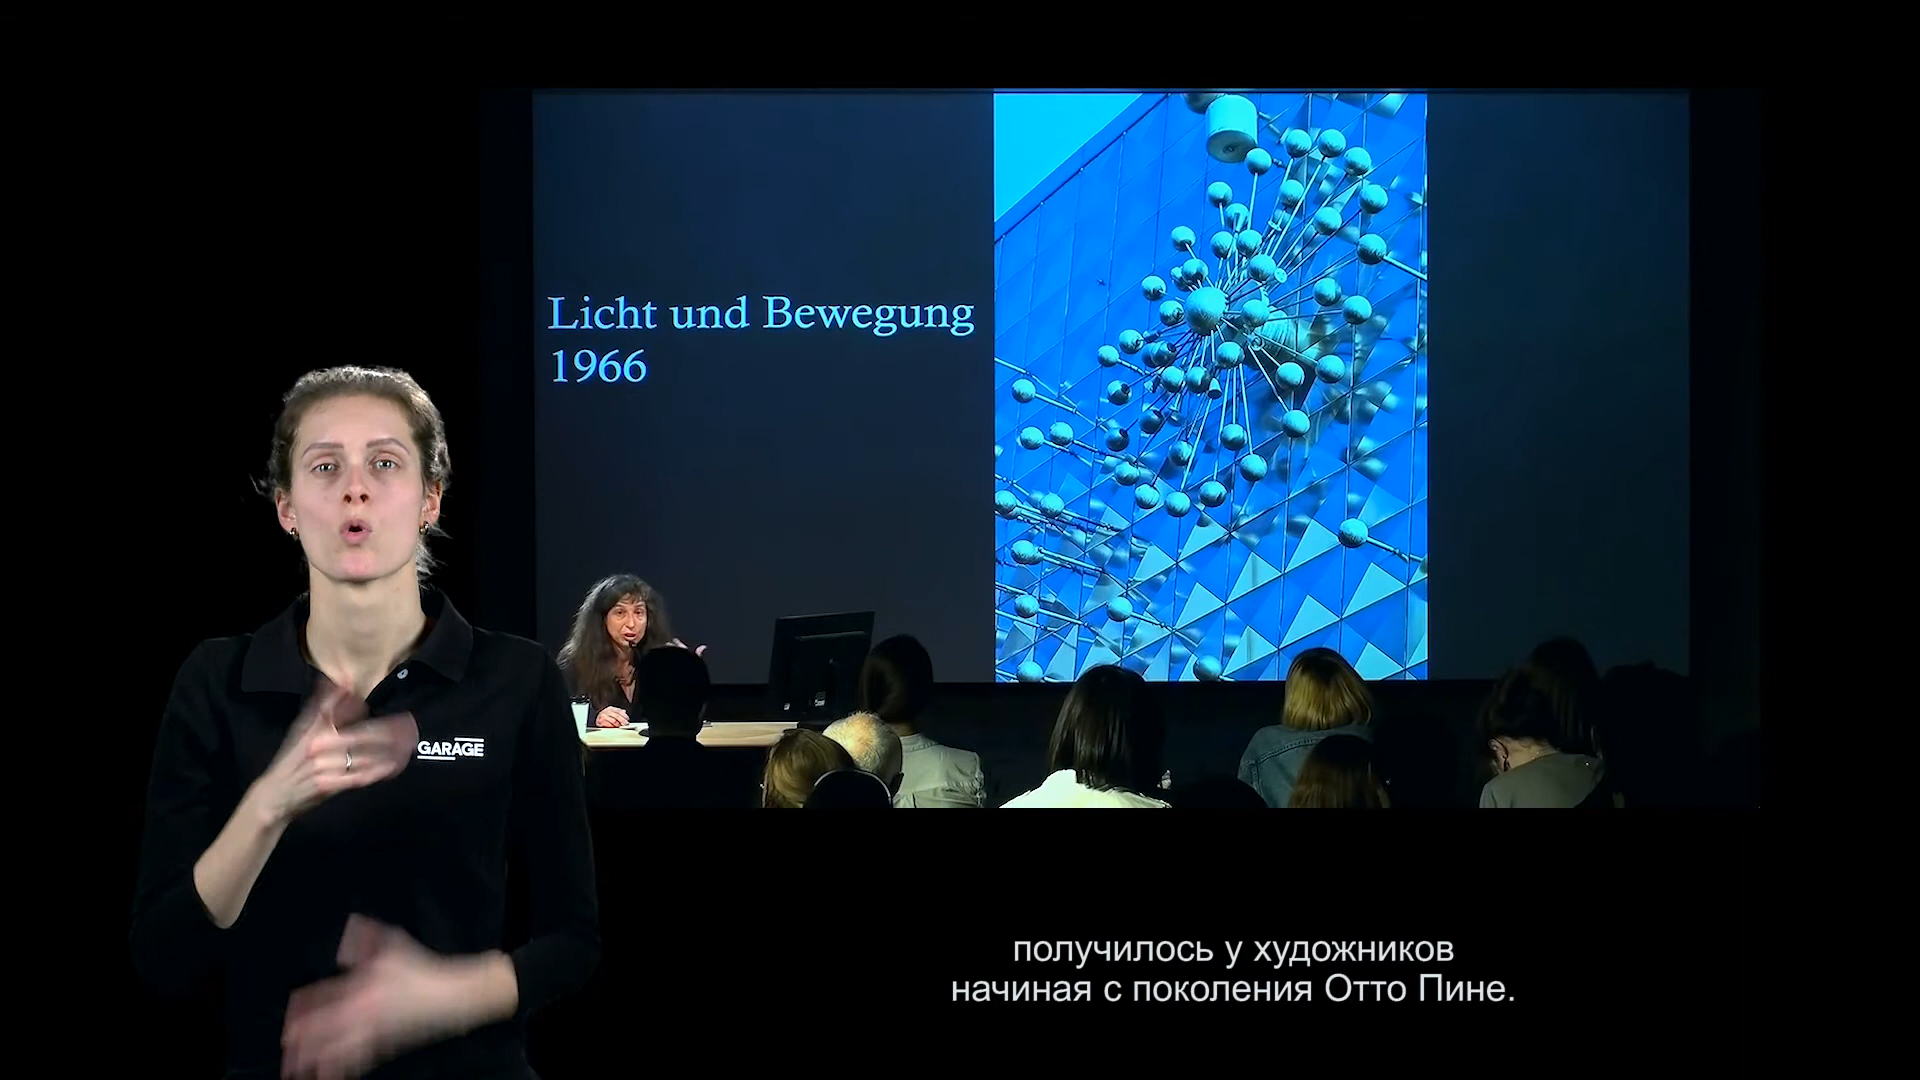 Licht und Bewegung
1966
GARAGE
получилось у художников
начиная с поколения Отто Пине.